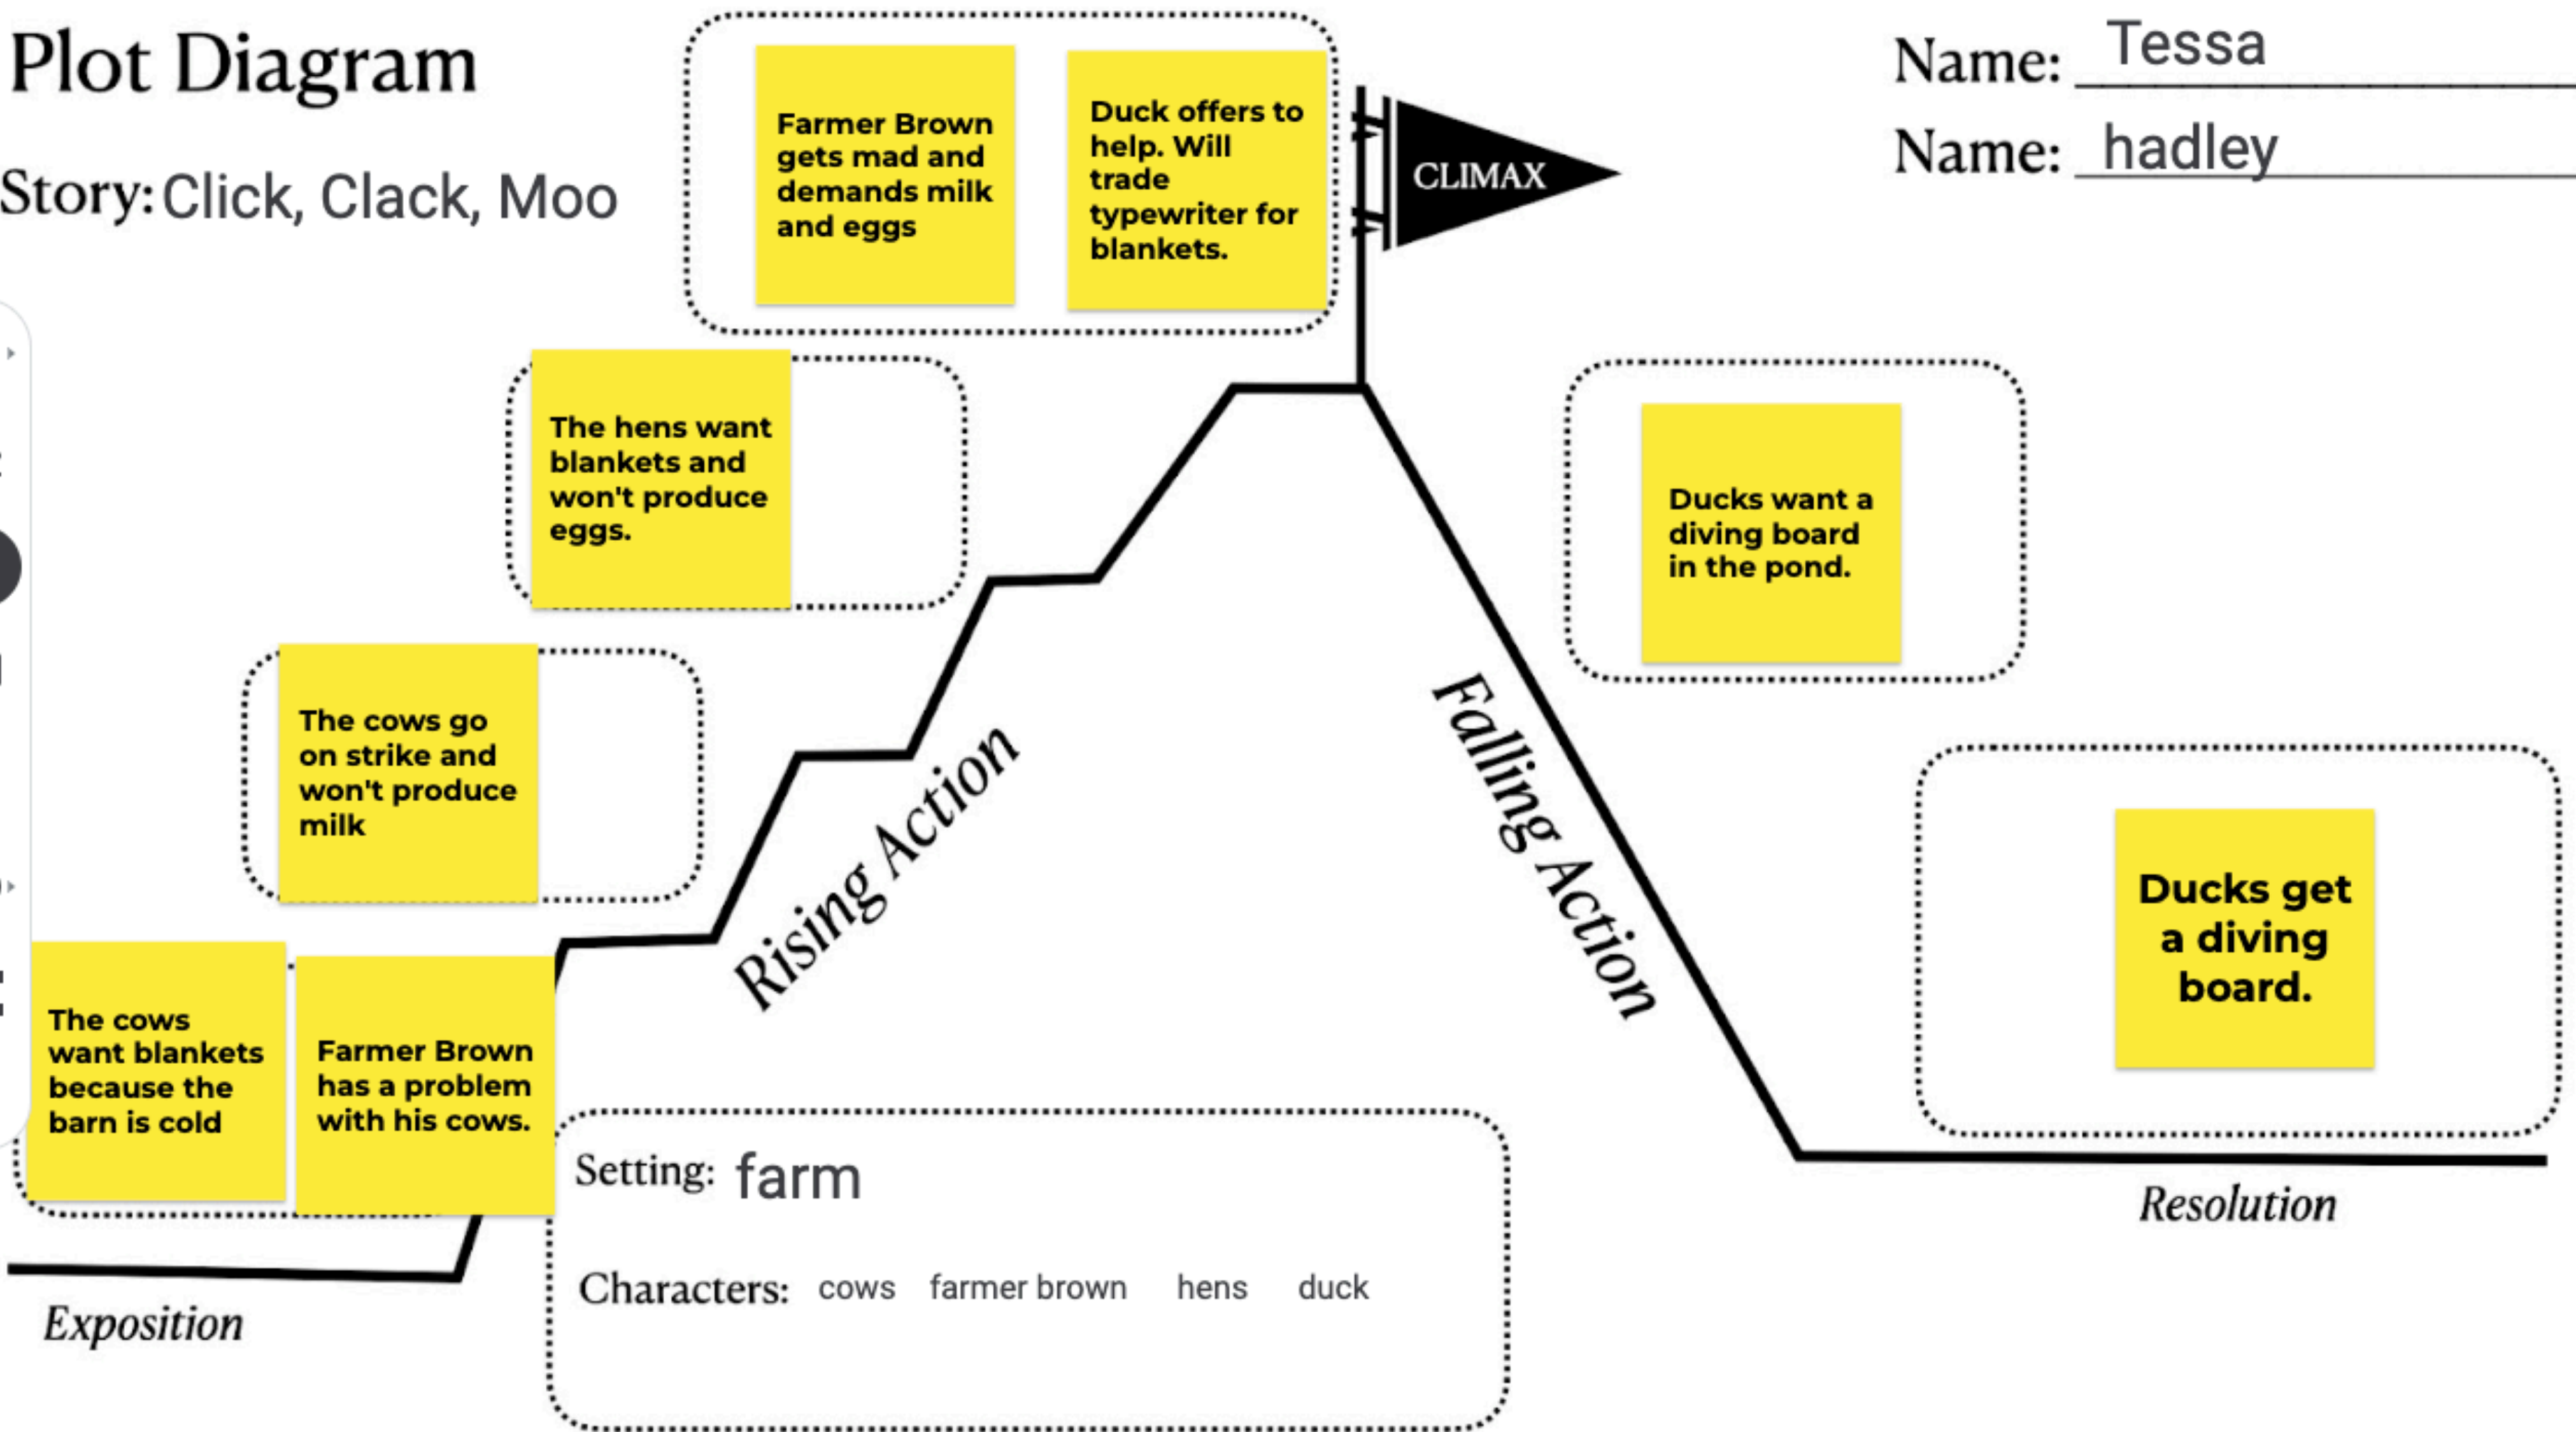 Plot Diagram
Story: Click, Clack, Moo
Name: Tessa
Name: hadley
Farmer Brown
gets mad and
demands milk
and eggs
Duck offers to
help. Will
trade
typewriter for
blankets.
CLIMAX
The hens want
blankets and
won't produce
eggs.
Ducks want a
diving board
in the pond.
The cows go
on strike and
won't produce
milk
Rising Action
Falling Action
Ducks get
a diving
board.
The cows
want blankets
because the
barn is cold
Farmer Brown
has a problem
with his cows.
Setting: farm
Characters: cows farmer brown hens duck
Resolution
Exposition